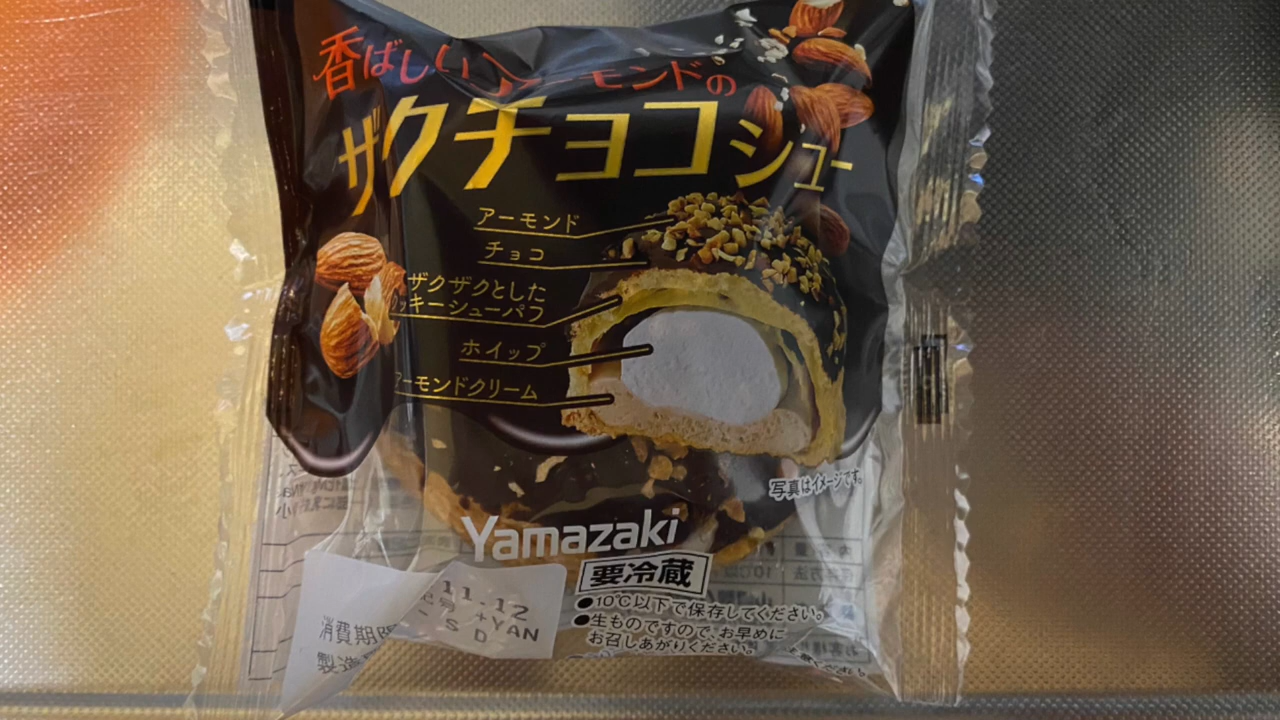 香ばしいアーモンドの
ザクチョコシュー
アーモンド
チョコ
ザクザクとした
ッキーシューパフ
ホイップ
アーモンドクリーム
写真はイメージです。
Yamazaki
要冷蔵
●10℃以下で保存してください。
●生ものですので、お早めに
お召しあがりください。
11.12
+YAN
S D
消費期限
製造